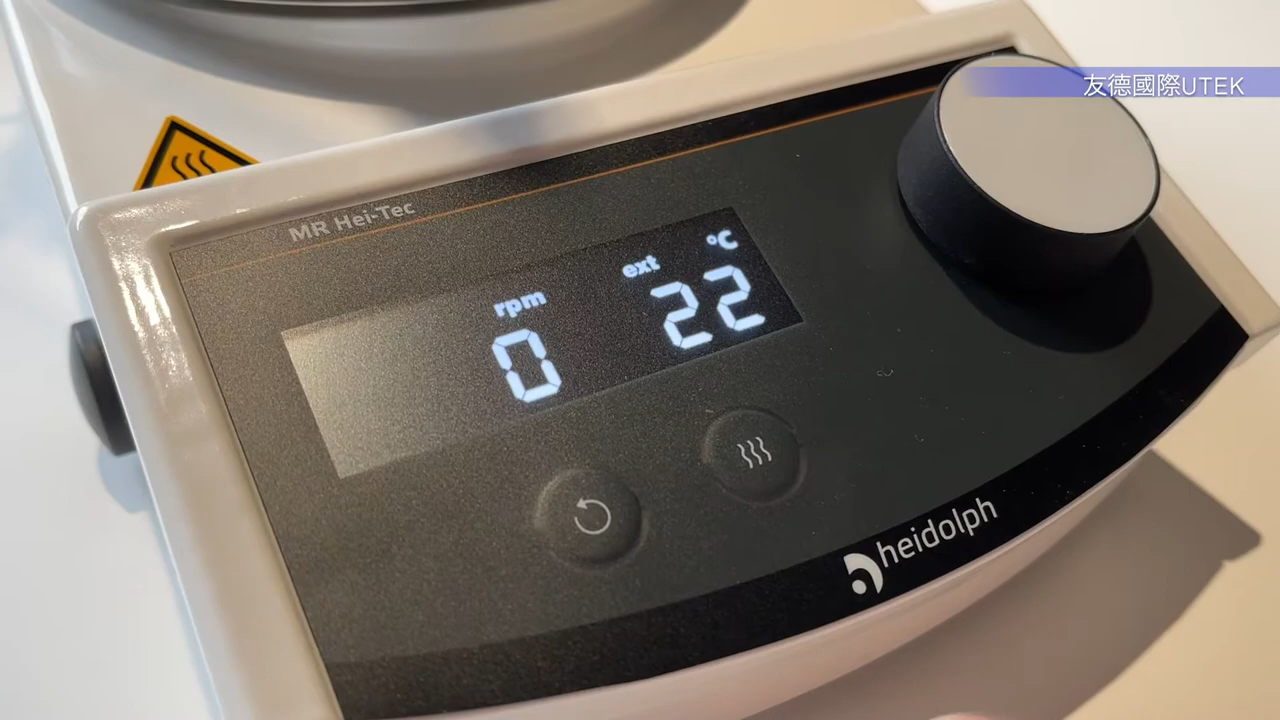 友德國際UTEK
MR Hei-Tec
rpm
ext °C
0 22
heidolph